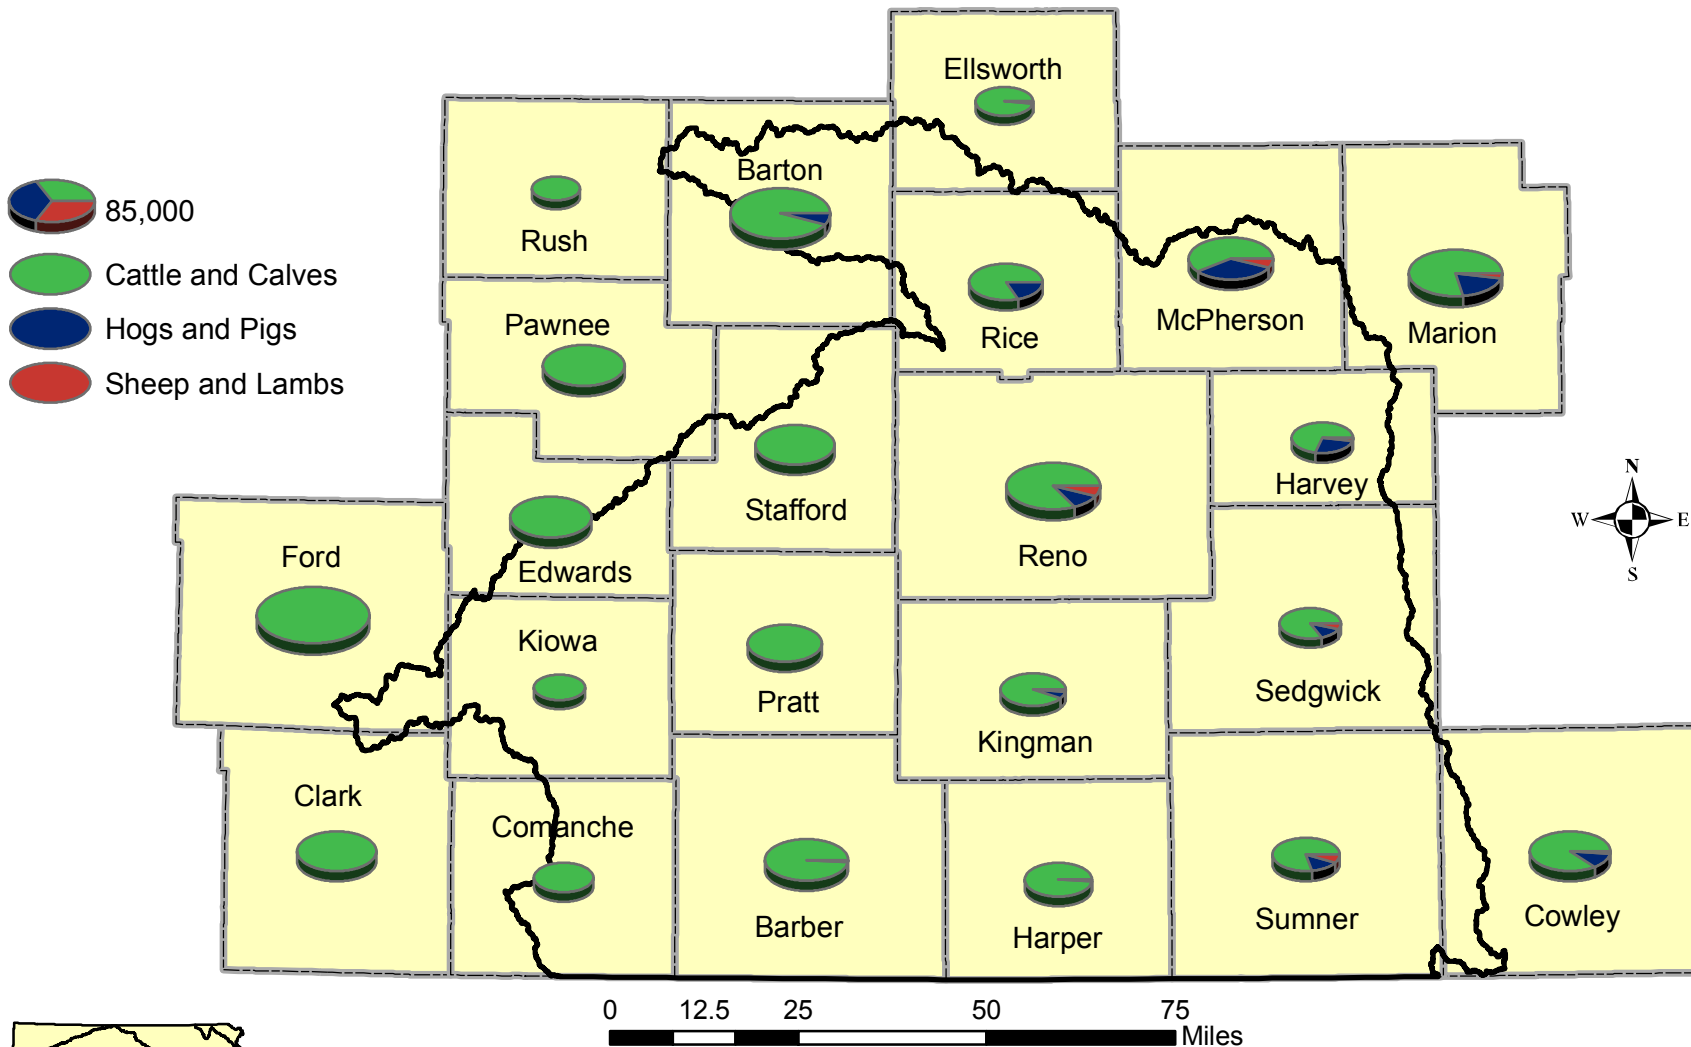 Ellsworth
Barton
Rush
85,000
Cattle and Calves
Hogs and Pigs
Sheep and Lambs
Pawnee
Rice
McPherson
Marion
Harvey
Stafford
Reno
Ford
Edwards
Kiowa
Pratt
Kingman
Sedgwick
Clark
Comanche
Barber
Harper
Sumner
Cowley
N
W E
S
0 12.5 25 50 75
Miles